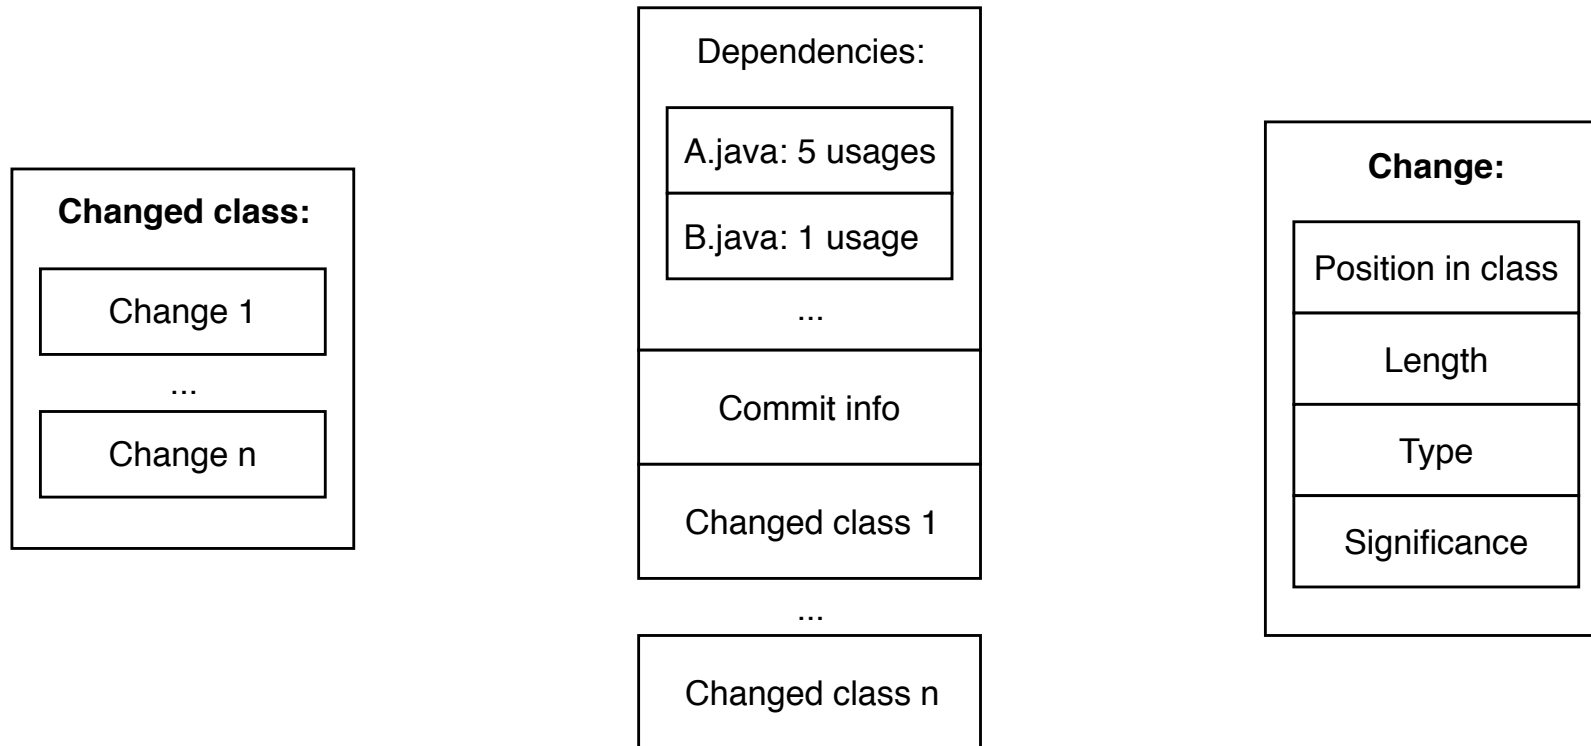 Changed class:
Change 1
...
Change n
Dependencies:
A.java: 5 usages
B.java: 1 usage
...
Commit info
Changed class 1
...
Changed class n
Change:
Position in class
Length
Type
Significance